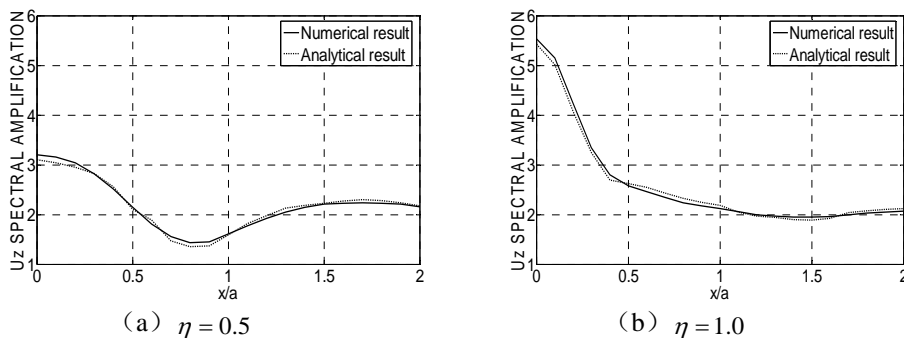 Uz SPECTRAL AMPLIFICATION
6
5
4
3
2
1
Numerical result
Analytical result
0 0.5 1 1.5 2
x/a
（a） η = 0.5
Uz SPECTRAL AMPLIFICATION
6
5
4
3
2
1
Numerical result
Analytical result
0 0.5 1 1.5 2
x/a
（b） η = 1.0